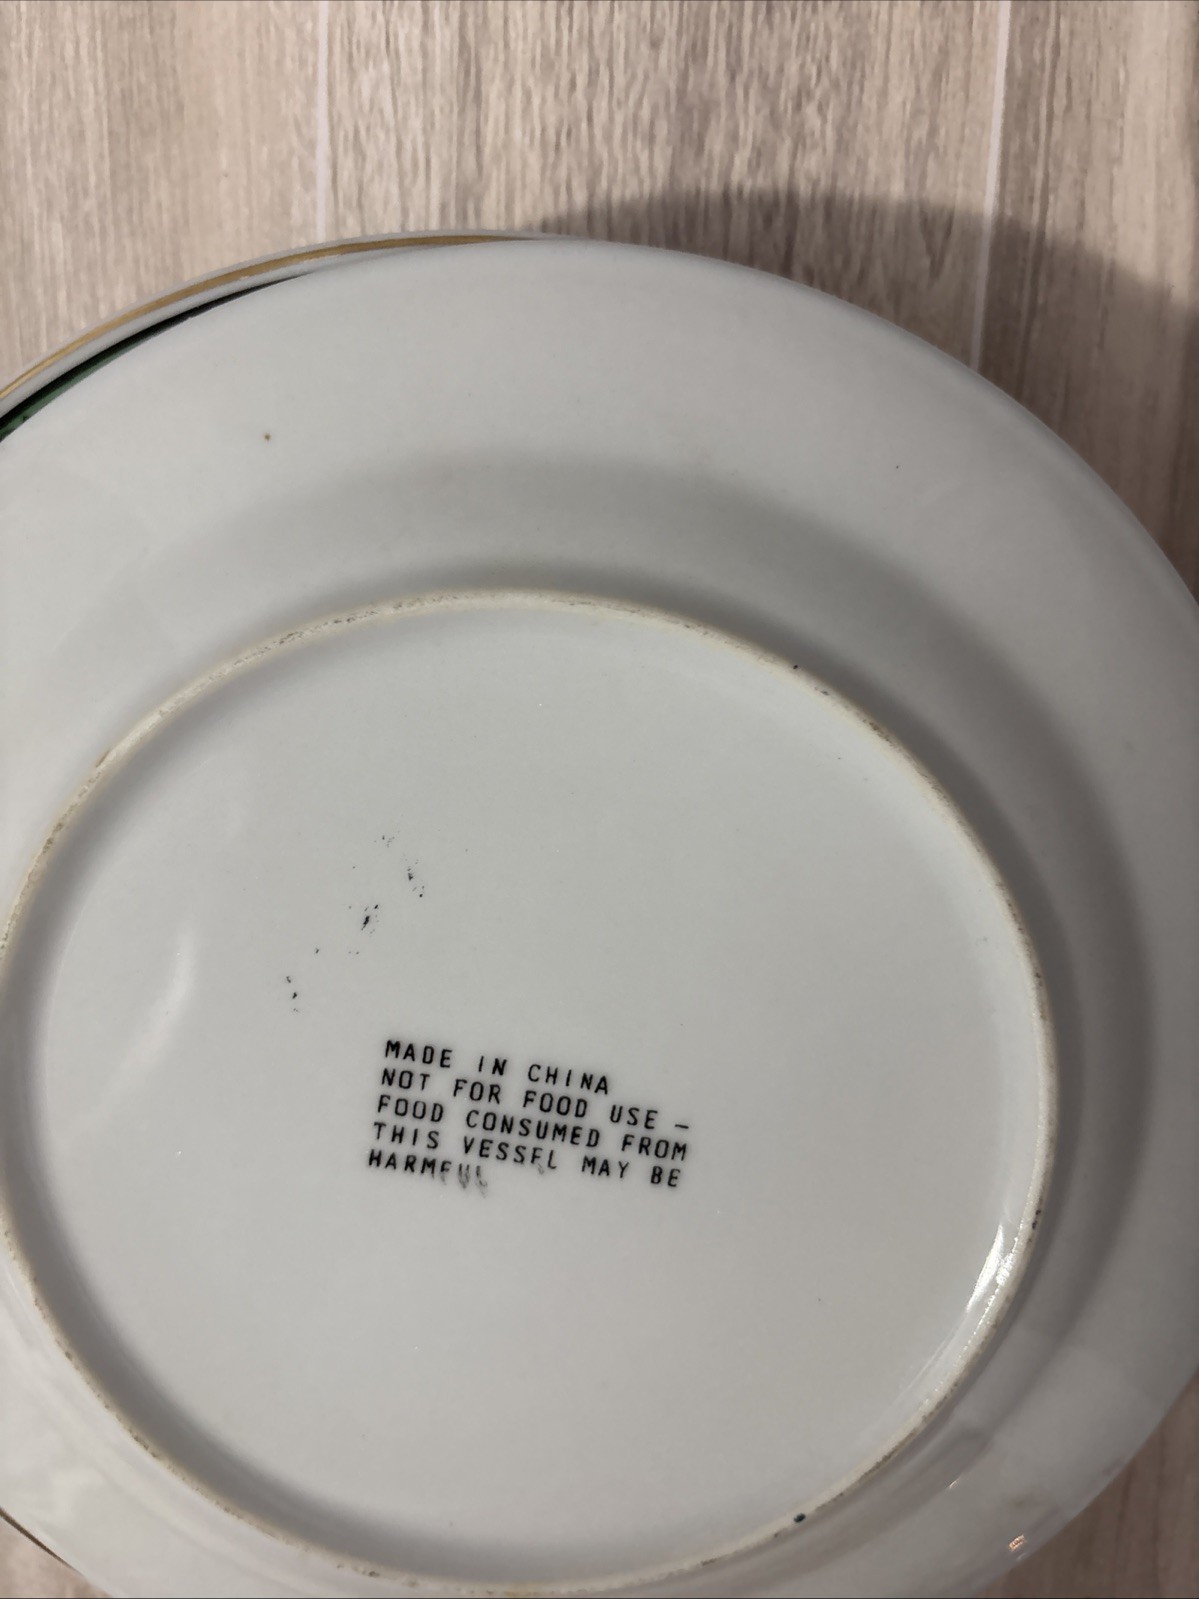 MADE IN CHINA
NOT FOR FOOD USE –
FOOD CONSUMED FROM
THIS VESSEL MAY BE
HARMFUL